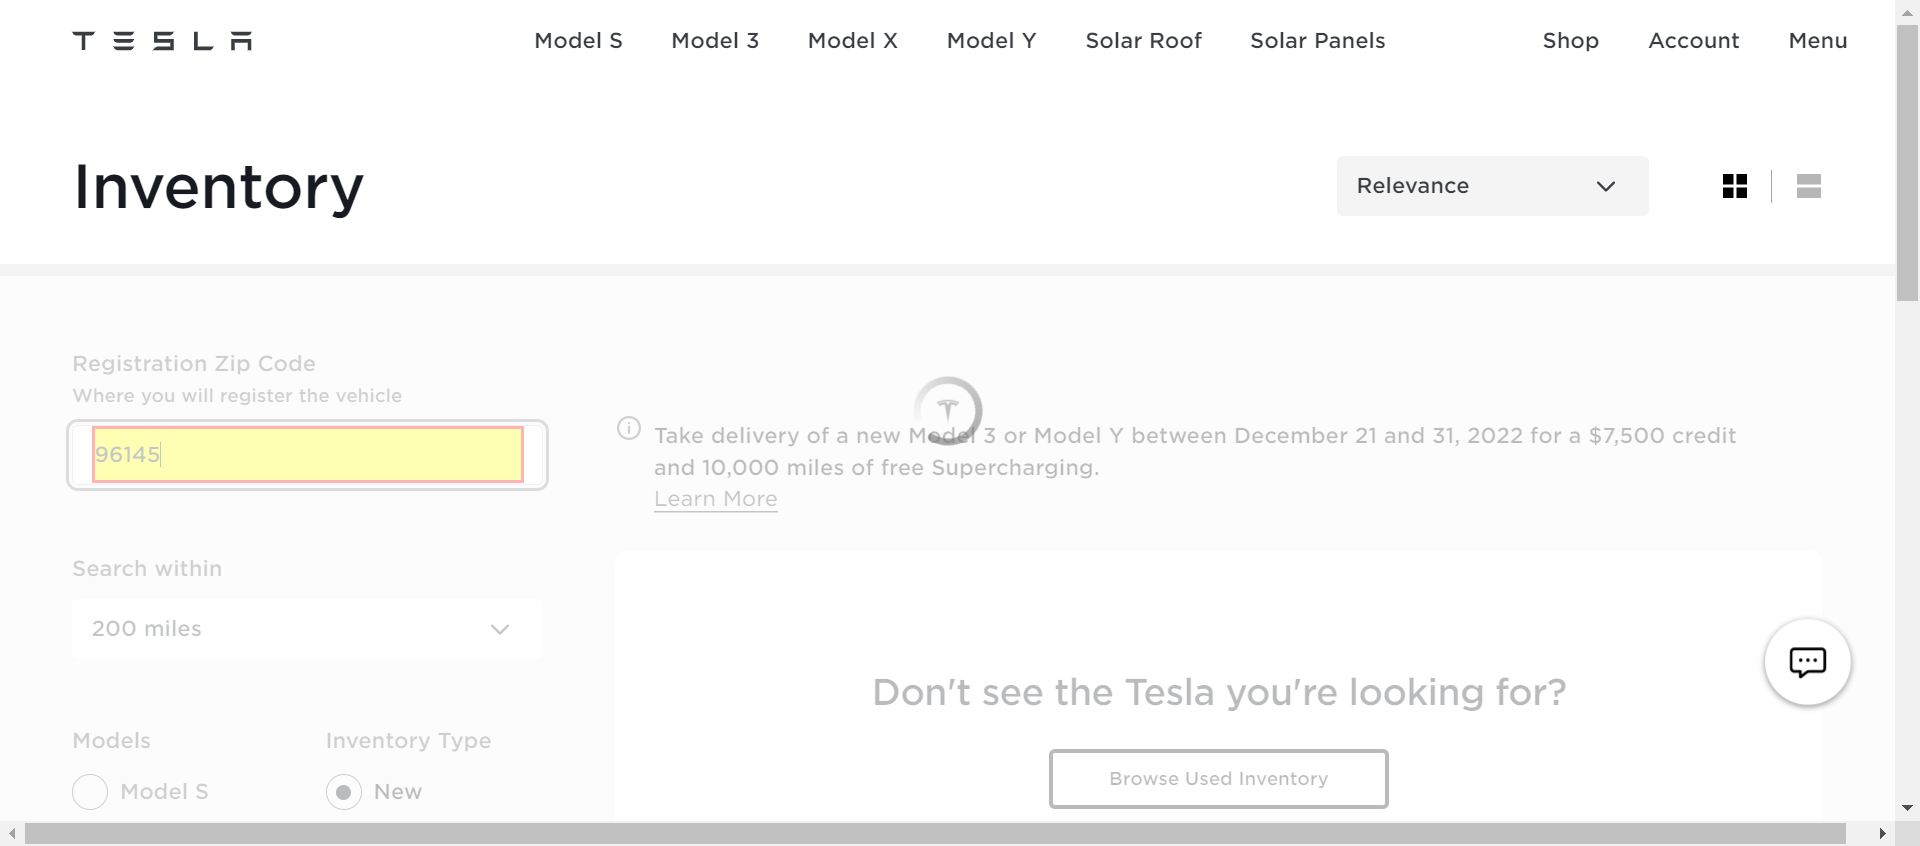 TESLA
Model S Model 3 Model X Model Y Solar Roof Solar Panels Shop Account Menu
Inventory
Relevance
Registration Zip Code
Where you will register the vehicle
96145
Take delivery of a new Model 3 or Model Y between December 21 and 31, 2022 for a $7,500 credit
and 10,000 miles of free Supercharging.
Learn More
Search within
200 miles
Don't see the Tesla you're looking for?
Browse Used Inventory
Models Inventory Type
Model S New